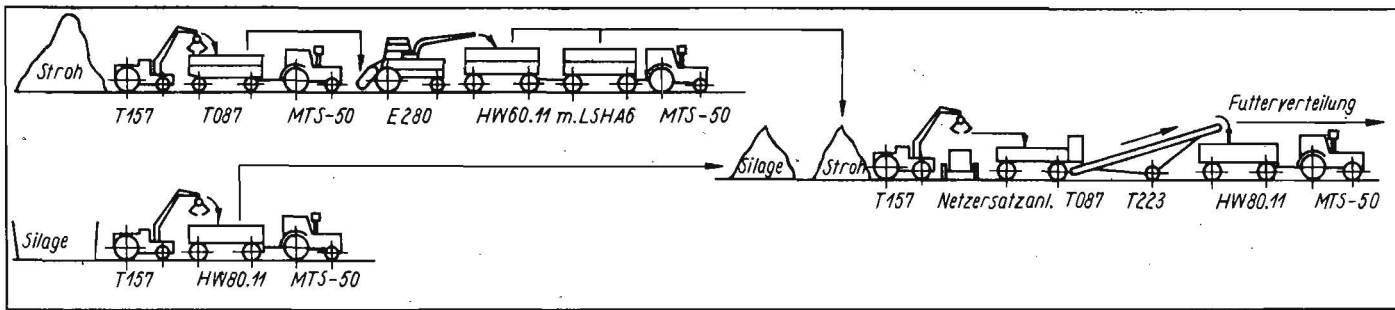 Stroh
T157 T087 MTS-50 E280 HW60.11 m.LSHA6 MTS-50
Futterverteilung
Silage Stroh
T157 Netzersatzanl. T087 T223 HW80.11 MTS-50
Silage
T157 HW80.11 MTS-50